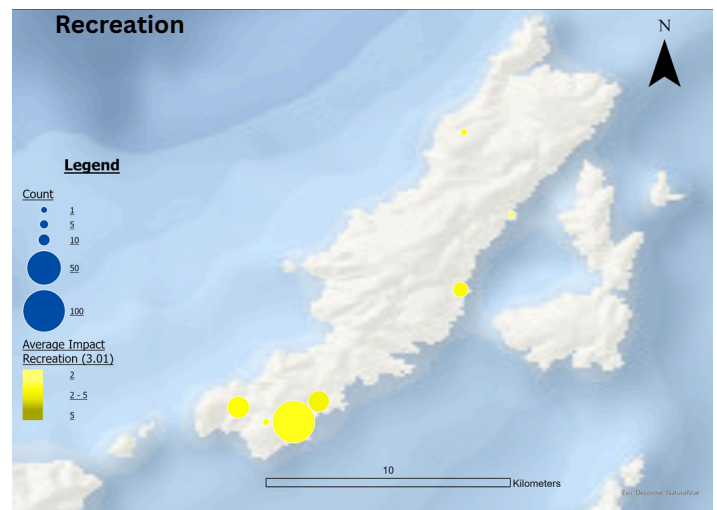 Recreation
N
Legend
Count
1
5
10
50
100
Average Impact
Recreation (3.01)
2
2 - 5
5
10
Kilometers
Esri, DeLorme, NaturalVue